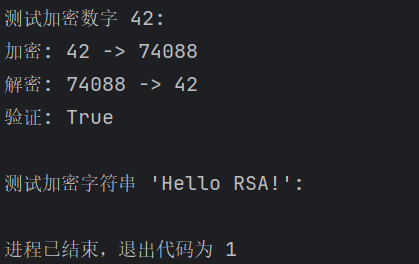 测试加密数字 42:
加密: 42 -> 74088
解密: 74088 -> 42
验证: True
测试加密字符串 'Hello RSA!':
进程已结束，退出代码为 1